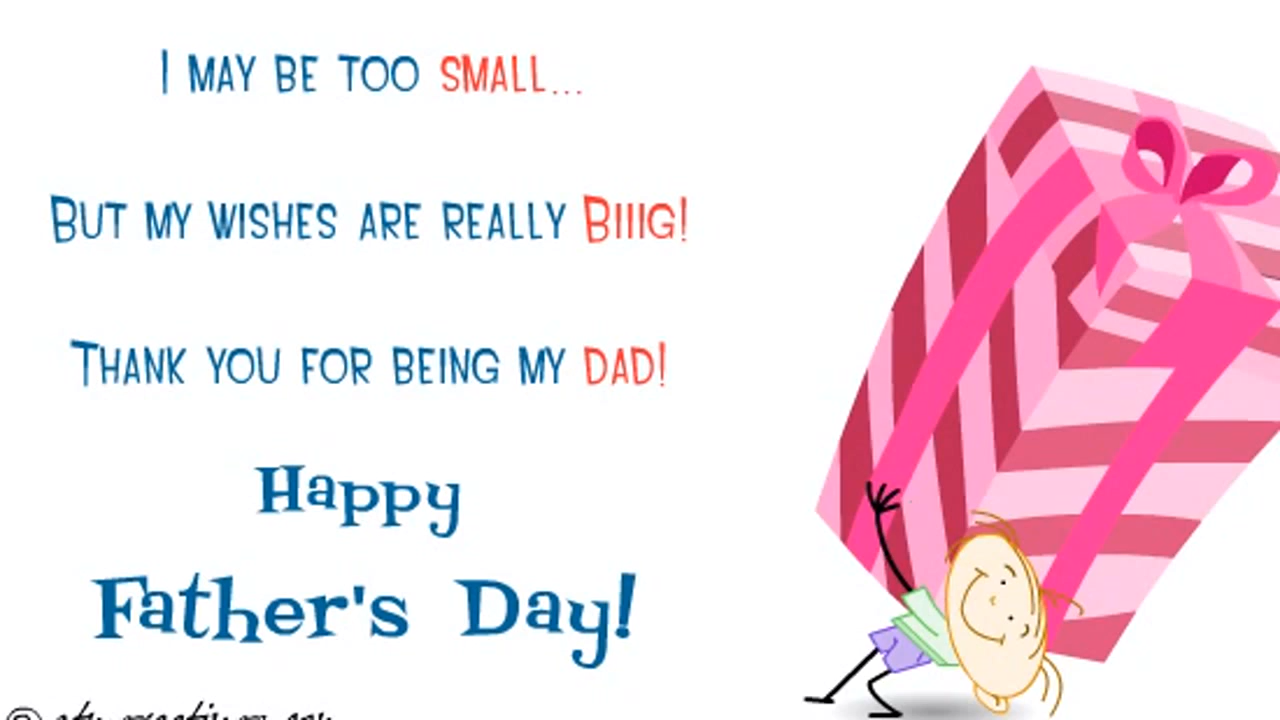 I MAY BE TOO SMALL...
BUT MY WISHES ARE REALLY BIIIG!
THANK YOU FOR BEING MY DAD!
Happy
Father's Day!
©